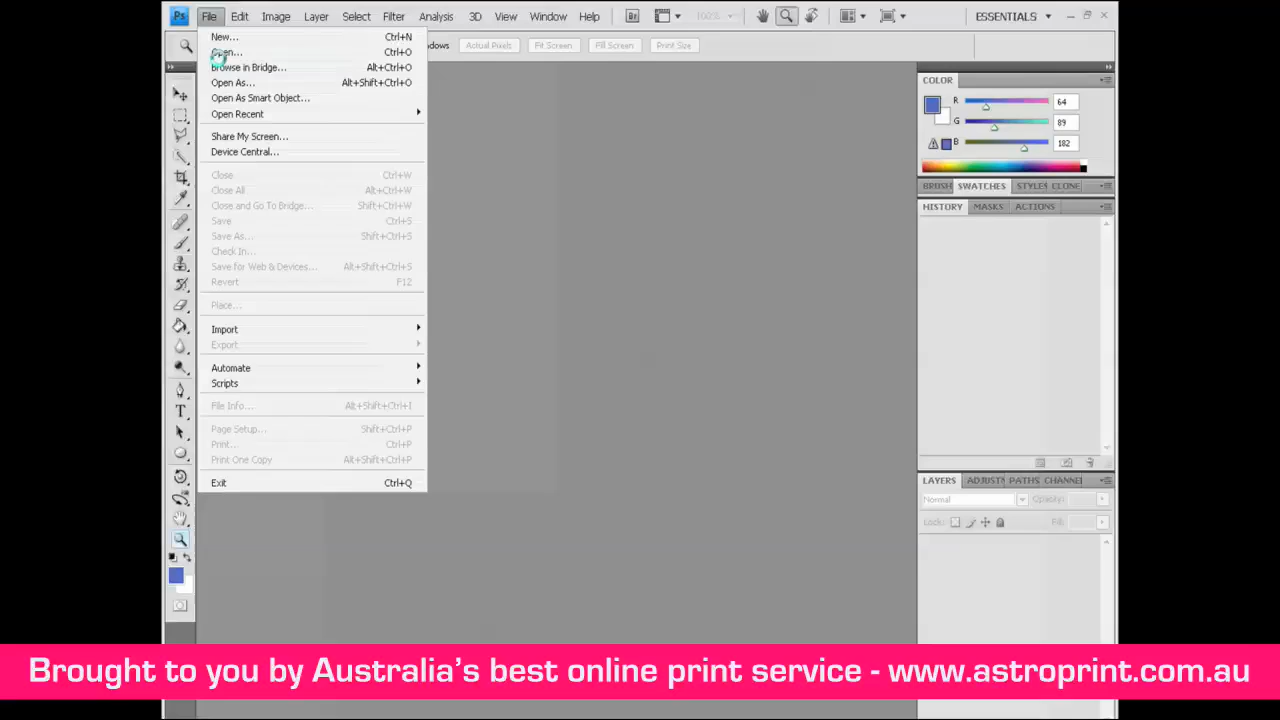 Ps File Edit Image Layer Select Filter Analysis 3D View Window Help Br 100% ESSENTIALS
Actual Pixels Fit Screen Fill Screen Print Size
New... Ctrl+N
Open... Ctrl+O
Browse in Bridge... Alt+Ctrl+O
Open As... Alt+Shift+Ctrl+O
Open As Smart Object...
Open Recent
Share My Screen...
Device Central...
Close Ctrl+W
Close All Alt+Ctrl+W
Close and Go To Bridge... Shift+Ctrl+W
Save Ctrl+S
Save As... Shift+Ctrl+S
Check In...
Save for Web & Devices... Alt+Shift+Ctrl+S
Revert F12
Place...
Import
Export
Automate
Scripts
File Info... Alt+Shift+Ctrl+I
Page Setup... Shift+Ctrl+P
Print... Ctrl+P
Print One Copy Alt+Shift+Ctrl+P
Exit Ctrl+Q
COLOR
R 64
G 89
B 182
BRUSH SWATCHES STYLES CLONE
HISTORY MASKS ACTIONS
LAYERS ADJUSTM PATHS CHANNE
Normal Opacity:
Lock: Fill:
Brought to you by Australia's best online print service - www.astroprint.com.au